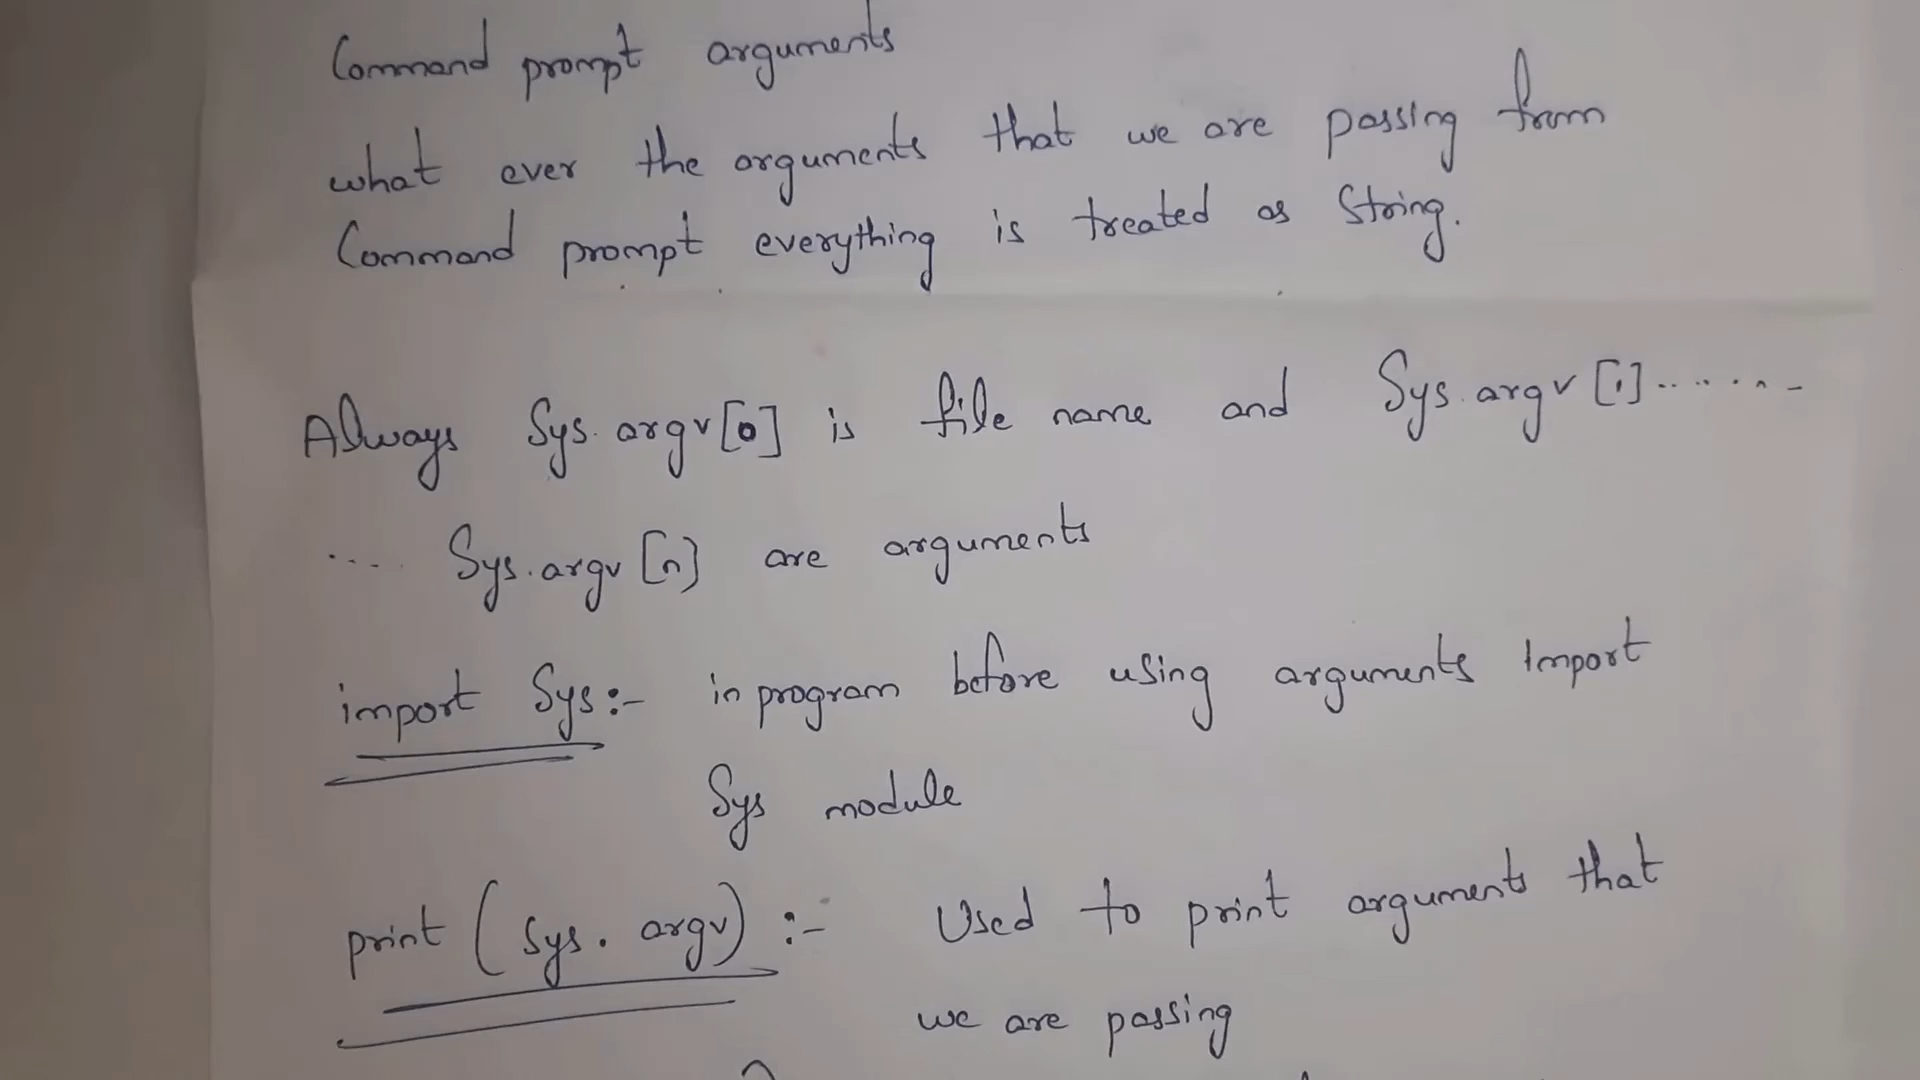 Command prompt arguments
what ever the arguments that we are passing from
Command prompt everything is treated as String.
Always Sys.argv[0] is file name and Sys.argv[1]........
.... Sys.argv[n] are arguments
import Sys:- in program before using arguments Import
Sys module
print (Sys.argv) :- Used to print arguments that
we are passing